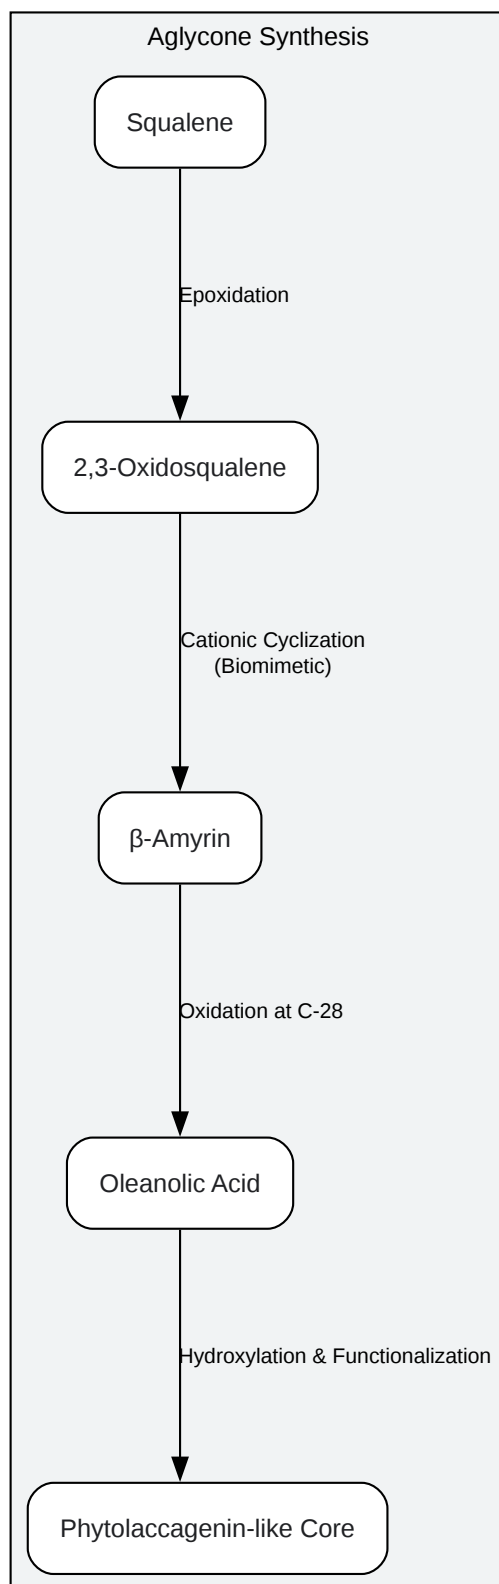 Aglycone Synthesis
Squalene
Epoxidation
2,3-Oxidosqualene
Cationic Cyclization
(Biomimetic)
β-Amyrin
Oxidation at C-28
Oleanolic Acid
Hydroxylation & Functionalization
Phytolaccagenin-like Core